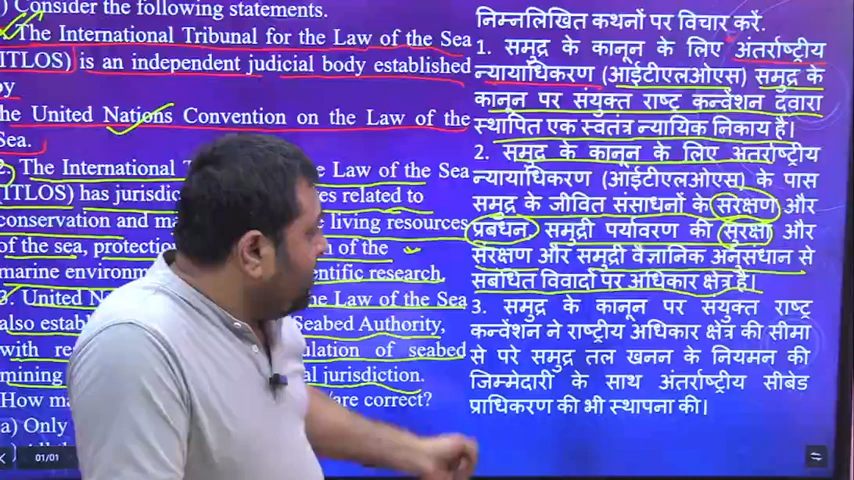 ) Consider the following statements.
The International Tribunal for the Law of the Sea
ITLOS) is an independent judicial body established
by
he United Nations Convention on the Law of the
Sea.
2. The International e Law of the Sea
(ITLOS) has jurisdic es related to
conservation and ma living resources
of the sea, protectio n of the
marine environm entific research,
3. United N he Law of the Sea
also estab Seabed Authority,
with re ulation of seabed
mining al jurisdiction.
How ma /are correct?
a) Only
01/01
निम्नलिखित कथनों पर विचार करें.
1. समुद्र के कानून के लिए अंतर्राष्ट्रीय
न्यायाधिकरण (आईटीएलओएस) समुद्र के
कानून पर संयुक्त राष्ट्र कन्वेंशन द्वारा
स्थापित एक स्वतंत्र न्यायिक निकाय है।
2. समुद्र के कानून के लिए अंतर्राष्ट्रीय
न्यायाधिकरण (आईटीएलओएस) के पास
समुद्र के जीवित संसाधनों के संरक्षण और
प्रबंधन, समुद्री पर्यावरण की सुरक्षा और
संरक्षण और समुद्री वैज्ञानिक अनुसंधान से
संबंधित विवादों पर अधिकार क्षेत्र है।
3. समुद्र के कानून पर संयुक्त राष्ट्र
कन्वेंशन ने राष्ट्रीय अधिकार क्षेत्र की सीमा
से परे समुद्र तल खनन के नियमन की
जिम्मेदारी के साथ अंतर्राष्ट्रीय सीबेड
प्राधिकरण की भी स्थापना की।